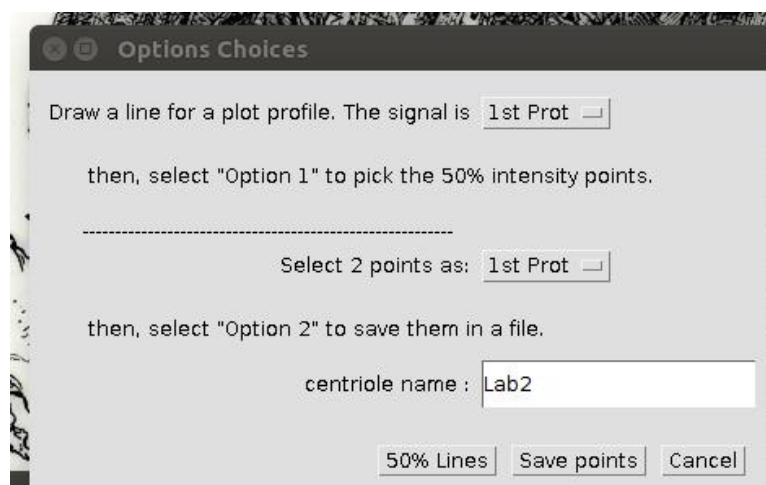 Options Choices
Draw a line for a plot profile. The signal is 1st Prot
then, select "Option 1" to pick the 50% intensity points.
-------------------------------------------------------
Select 2 points as: 1st Prot
then, select "Option 2" to save them in a file.
centriole name : Lab2
50% Lines Save points Cancel